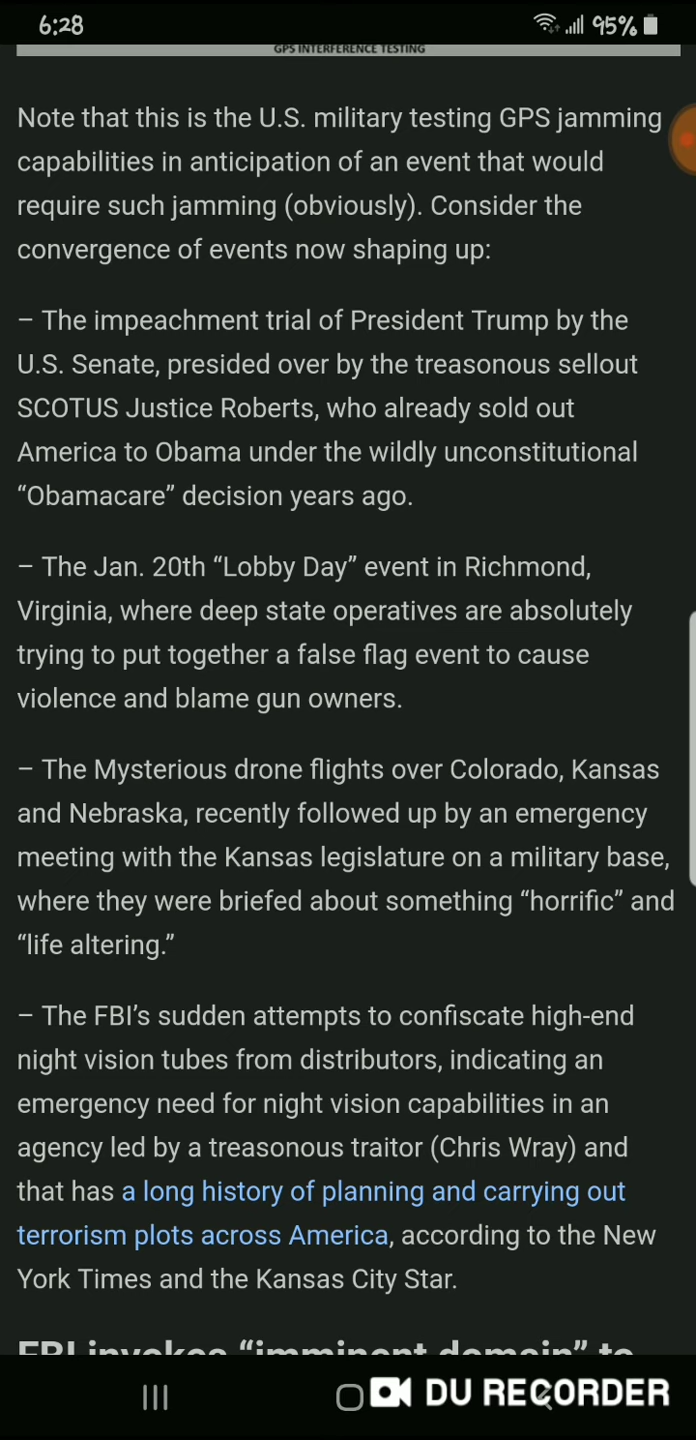 6:28
95%
GPS INTERFERENCE TESTING
Note that this is the U.S. military testing GPS jamming
capabilities in anticipation of an event that would
require such jamming (obviously). Consider the
convergence of events now shaping up:
– The impeachment trial of President Trump by the
U.S. Senate, presided over by the treasonous sellout
SCOTUS Justice Roberts, who already sold out
America to Obama under the wildly unconstitutional
“Obamacare” decision years ago.
– The Jan. 20th “Lobby Day” event in Richmond,
Virginia, where deep state operatives are absolutely
trying to put together a false flag event to cause
violence and blame gun owners.
– The Mysterious drone flights over Colorado, Kansas
and Nebraska, recently followed up by an emergency
meeting with the Kansas legislature on a military base,
where they were briefed about something “horrific” and
“life altering.”
– The FBI’s sudden attempts to confiscate high-end
night vision tubes from distributors, indicating an
emergency need for night vision capabilities in an
agency led by a treasonous traitor (Chris Wray) and
that has a long history of planning and carrying out
terrorism plots across America, according to the New
York Times and the Kansas City Star.
FBI invokes “imminent domain” to
DU RECORDER